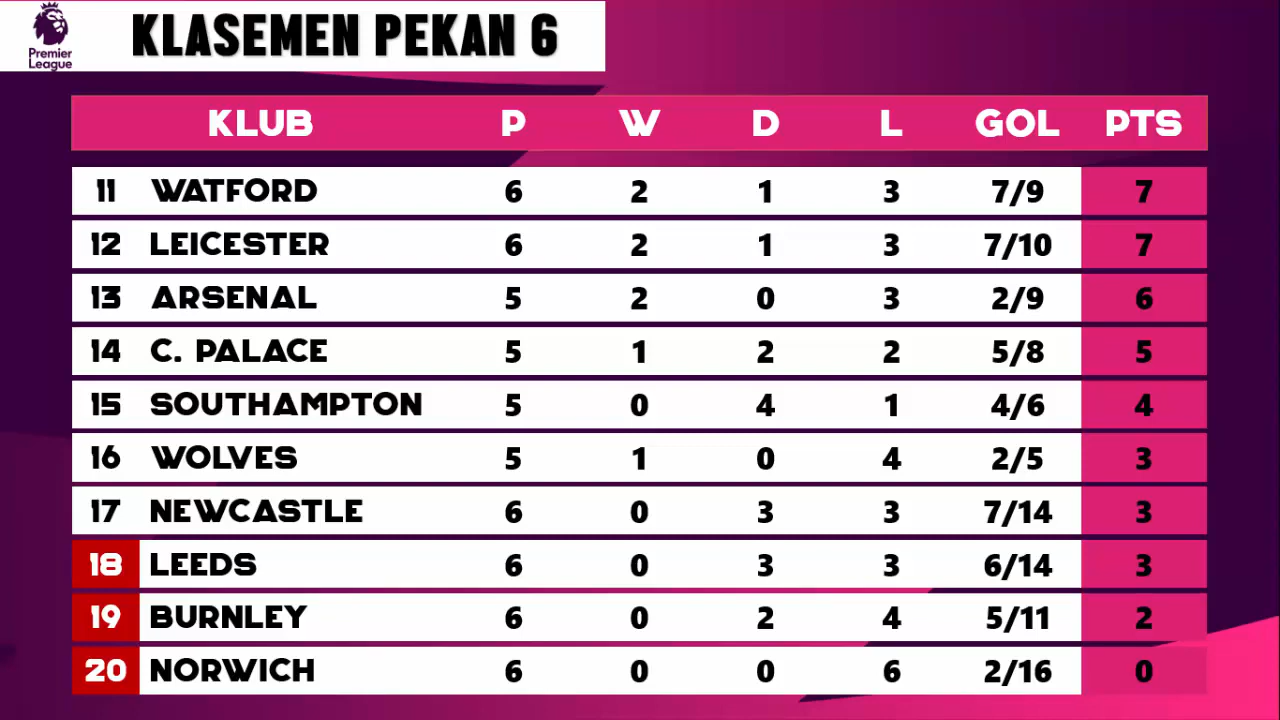 Premier
League
KLASEMEN PEKAN 6
KLUB P W D L GOL PTS
11 WATFORD 6 2 1 3 7/9 7
12 LEICESTER 6 2 1 3 7/10 7
13 ARSENAL 5 2 0 3 2/9 6
14 C. PALACE 5 1 2 2 5/8 5
15 SOUTHAMPTON 5 0 4 1 4/6 4
16 WOLVES 5 1 0 4 2/5 3
17 NEWCASTLE 6 0 3 3 7/14 3
18 LEEDS 6 0 3 3 6/14 3
19 BURNLEY 6 0 2 4 5/11 2
20 NORWICH 6 0 0 6 2/16 0